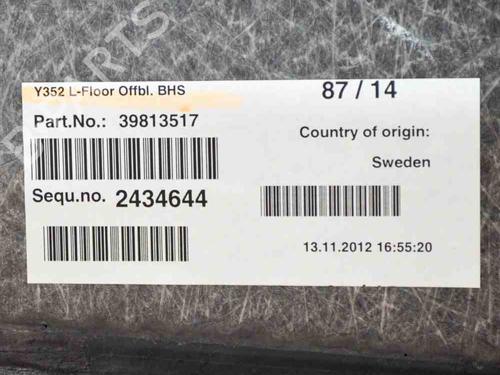 Y352 L-Floor Offbl. BHS
87 / 14
Part.No.: 39813517
Country of origin:
Sweden
Sequ.no. 2434644
13.11.2012 16:55:20